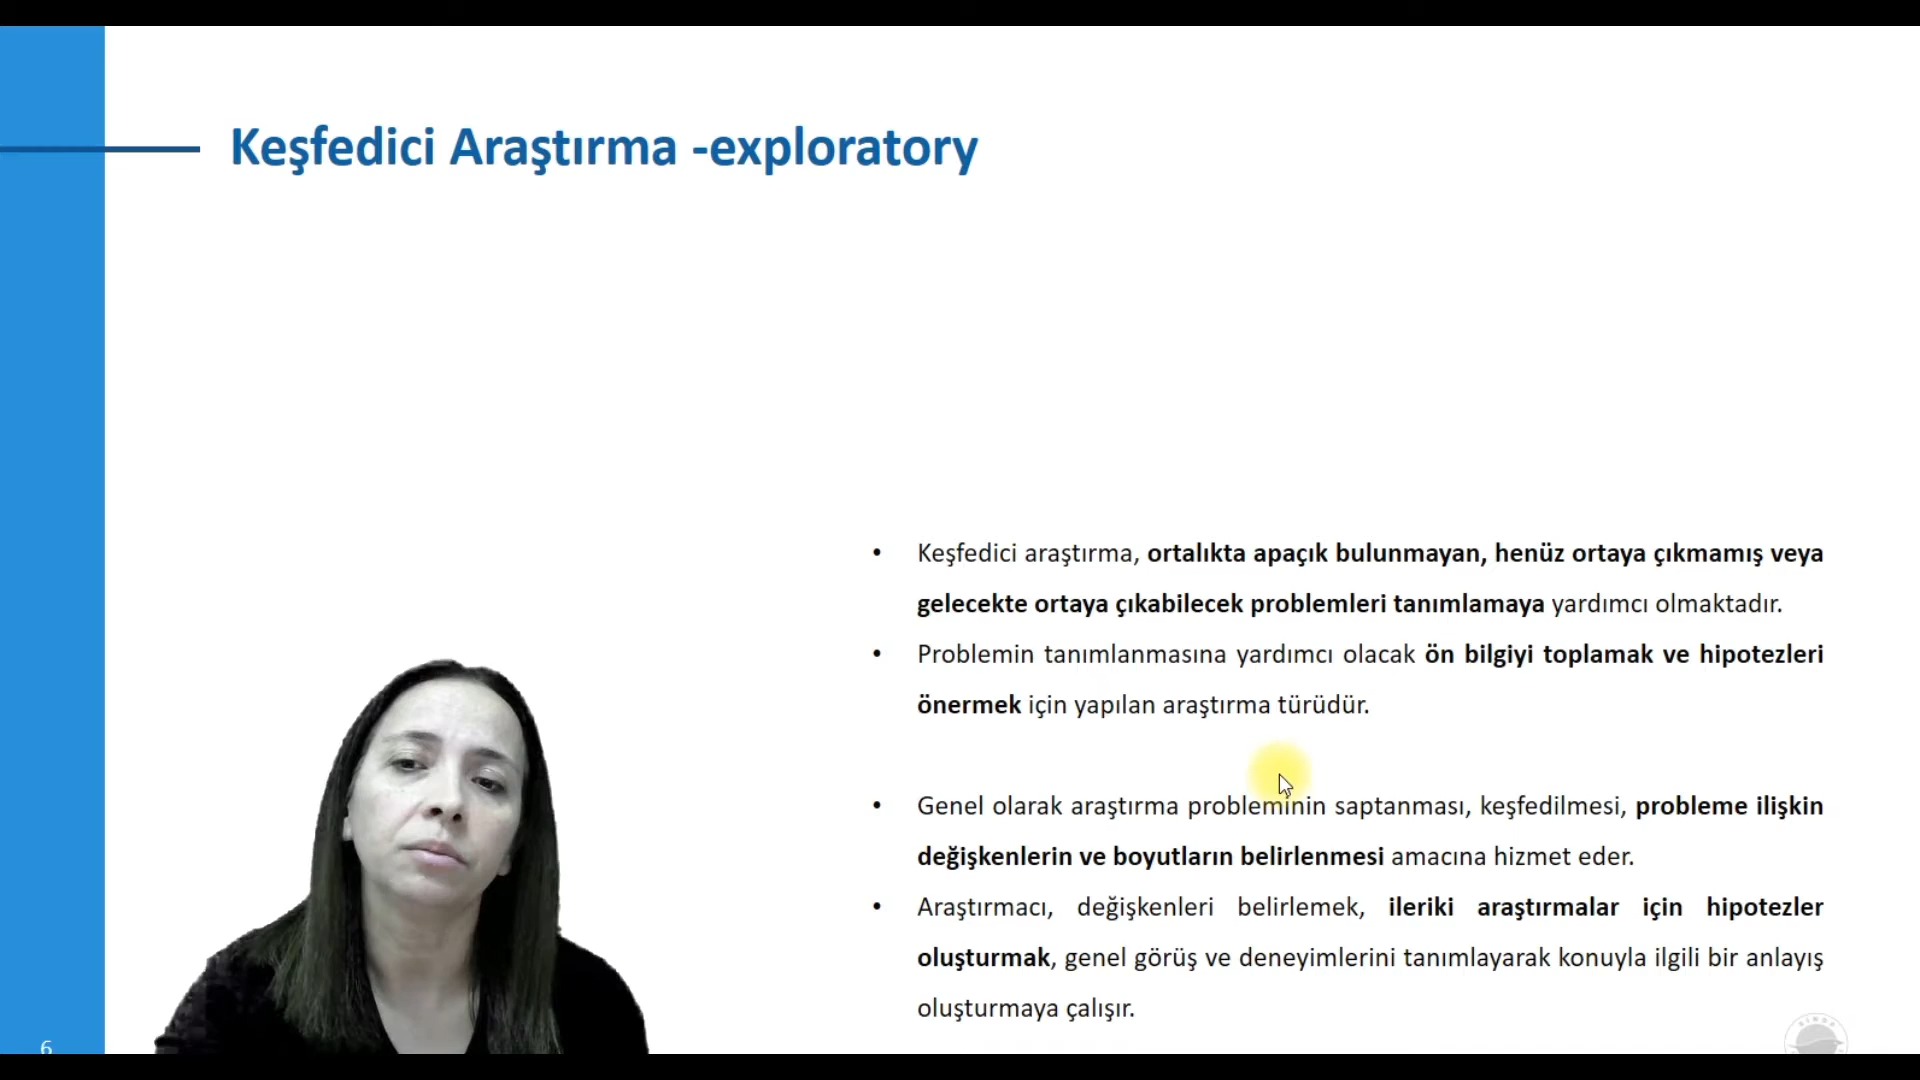 Keşfedici Araştırma -exploratory
• Keşfedici araştırma, ortalıkta apaçık bulunmayan, henüz ortaya çıkmamış veya
gelecekte ortaya çıkabilecek problemleri tanımlamaya yardımcı olmaktadır.
• Problemin tanımlanmasına yardımcı olacak ön bilgiyi toplamak ve hipotezleri
önermek için yapılan araştırma türüdür.
• Genel olarak araştırma probleminin saptanması, keşfedilmesi, probleme ilişkin
değişkenlerin ve boyutların belirlenmesi amacına hizmet eder.
• Araştırmacı, değişkenleri belirlemek, ileriki araştırmalar için hipotezler
oluşturmak, genel görüş ve deneyimlerini tanımlayarak konuyla ilgili bir anlayış
oluşturmaya çalışır.
6
SINOP